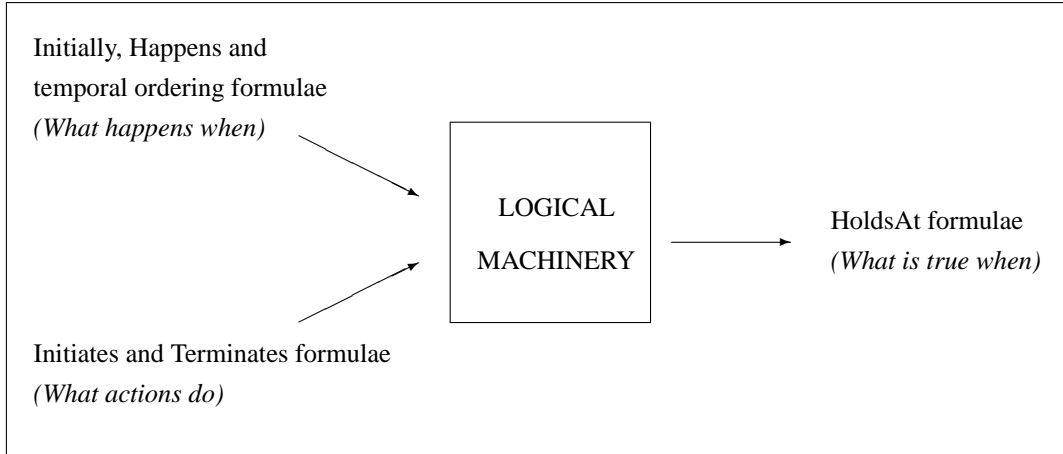 Initially, Happens and
temporal ordering formulae
(What happens when)
LOGICAL
MACHINERY
HoldsAt formulae
(What is true when)
Initiates and Terminates formulae
(What actions do)